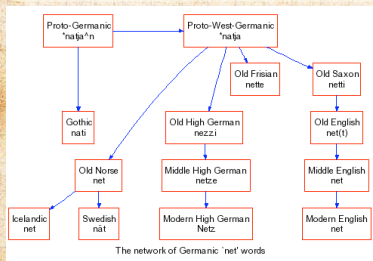 Proto-Germanic
*natja^n
Proto-West-Germanic
*natja
Old Frisian
nette
Old Saxon
netti
Gothic
nati
Old High German
nezzi
Old English
net(t)
Old Norse
net
Middle High German
netze
Middle English
net
Icelandic
net
Swedish
nät
Modern High German
Netz
Modern English
net
The network of Germanic `net' words